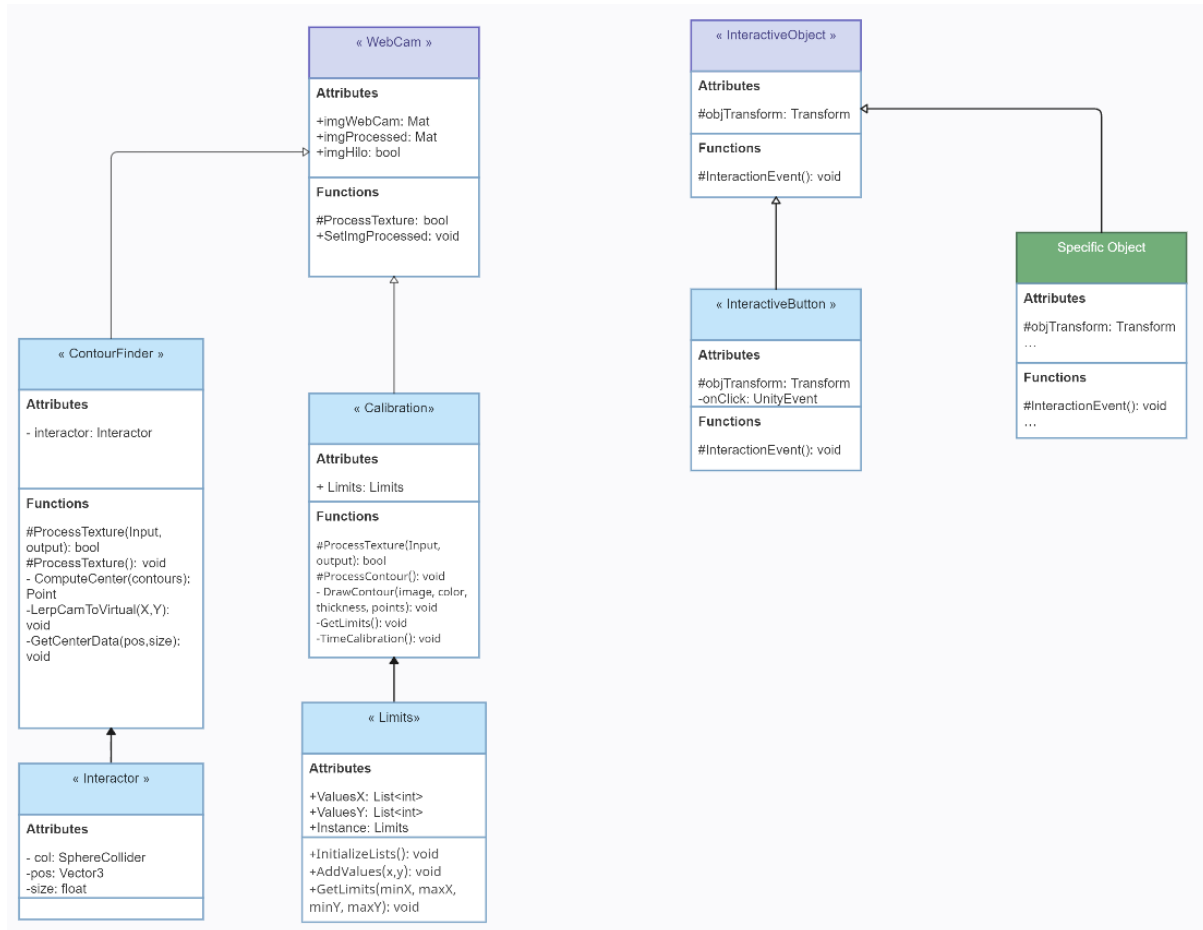 « WebCam »
Attributes
+imgWebCam: Mat
+imgProcessed: Mat
+imgHilo: bool
Functions
#ProcessTexture: bool
+SetImgProcessed: void
« ContourFinder »
Attributes
- interactor: Interactor
Functions
#ProcessTexture(Input,
output): bool
#ProcessTexture(): void
- ComputeCenter(contours):
Point
-LerpCamToVirtual(X,Y):
void
-GetCenterData(pos,size):
void
« Interactor »
Attributes
- col: SphereCollider
-pos: Vector3
-size: float
« Calibration»
Attributes
+ Limits: Limits
Functions
#ProcessTexture(Input,
output): bool
#ProcessContour(): void
- DrawContour(image, color,
thickness, points): void
-GetLimits(): void
-TimeCalibration(): void
« Limits»
Attributes
+ValuesX: List<int>
+ValuesY: List<int>
+Instance: Limits
+InitializeLists(): void
+AddValues(x,y): void
+GetLimits(minX, maxX,
minY, maxY): void
« InteractiveObject »
Attributes
#objTransform: Transform
Functions
#InteractionEvent(): void
« InteractiveButton »
Attributes
#objTransform: Transform
-onClick: UnityEvent
Functions
#InteractionEvent(): void
Specific Object
Attributes
#objTransform: Transform
...
Functions
#InteractionEvent(): void
...